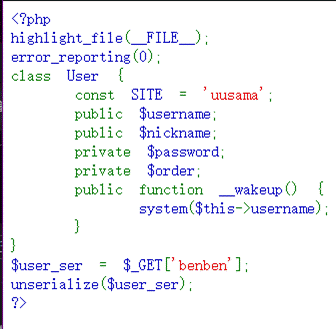 <?php
highlight_file(__FILE__);
error_reporting(0);
class User {
const SITE = 'uusama';
public $username;
public $nickname;
private $password;
private $order;
public function __wakeup() {
system($this->username);
}
}
$user_ser = $_GET['benben'];
unserialize($user_ser);
?>